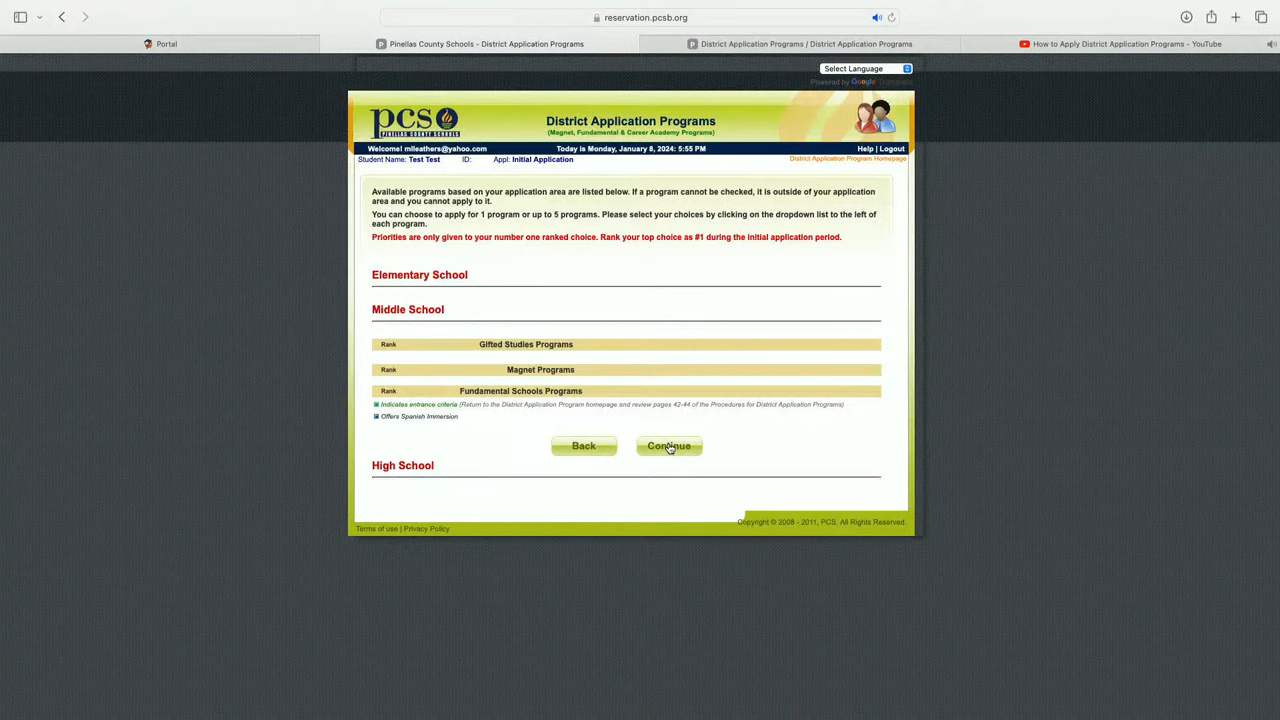 reservation.pcsb.org
Portal
Pinellas County Schools - District Application Programs
District Application Programs / District Application Programs
How to Apply District Application Programs - YouTube
Select Language
Powered by Google Translate
pcs
PINELLAS COUNTY SCHOOLS
District Application Programs
(Magnet, Fundamental & Career Academy Programs)
Welcome! mlleathers@yahoo.com Today is Monday, January 8, 2024: 5:55 PM Help | Logout
Student Name: Test Test ID: Appl: Initial Application District Application Program Homepage
Available programs based on your application area are listed below. If a program cannot be checked, it is outside of your application
area and you cannot apply to it.
You can choose to apply for 1 program or up to 5 programs. Please select your choices by clicking on the dropdown list to the left of
each program.
Priorities are only given to your number one ranked choice. Rank your top choice as #1 during the initial application period.
Elementary School
Middle School
Rank Gifted Studies Programs
Rank Magnet Programs
Rank Fundamental Schools Programs
Indicates entrance criteria (Return to the District Application Program homepage and review pages 42-44 of the Procedures for District Application Programs)
Offers Spanish Immersion
Back Continue
High School
Copyright © 2008 - 2011, PCS. All Rights Reserved.
Terms of use | Privacy Policy